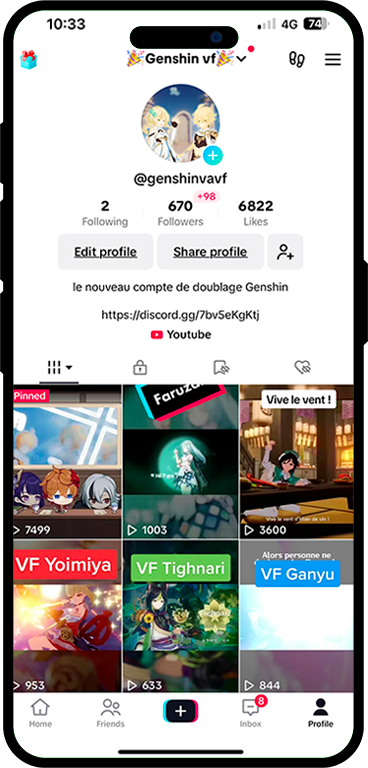 10:33
4G 74
🎉Genshin vf🎉
@genshinvavf
+98
2 670 6822
Following Followers Likes
Edit profile Share profile
le nouveau compte de doublage Genshin
https://discord.gg/7bv5eKgKtj
Youtube
Pinned
7499
Faruzan
1003
Vive le vent !
Vive le vent d'hiver de dis !
3600
VF Yoimiya
953
VF Tighnari
633
Alors personne ne
VF Ganyu
844
8
Home Friends Inbox Profile